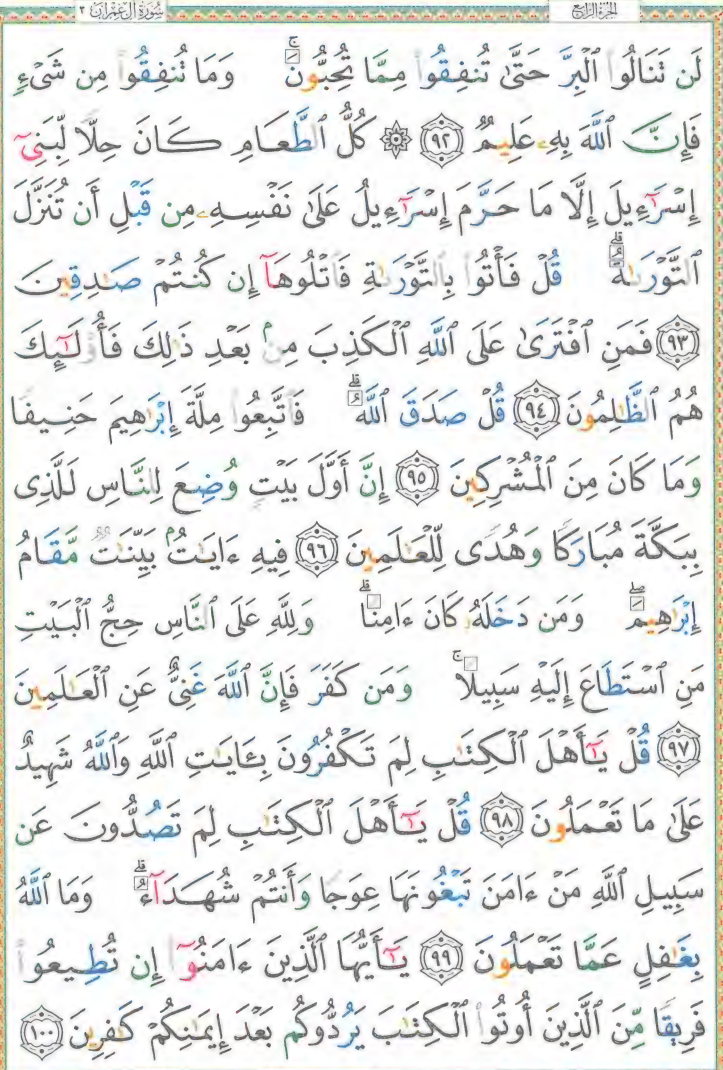 سُورَةُ آلِ عِمْرَانَ ٣ الجُزْءُ الرَّابِعُ
لَن تَنَالُوا۟ ٱلْبِرَّ حَتَّىٰ تُنفِقُوا۟ مِمَّا تُحِبُّونَ ۚ وَمَا تُنفِقُوا۟ مِن شَىْءٍ
فَإِنَّ ٱللَّهَ بِهِۦ عَلِيمٌ ﴿٩٢﴾ ۞ كُلُّ ٱلطَّعَامِ كَانَ حِلًّا لِّبَنِىٓ
إِسْرَٰٓءِيلَ إِلَّا مَا حَرَّمَ إِسْرَٰٓءِيلُ عَلَىٰ نَفْسِهِۦ مِن قَبْلِ أَن تُنَزَّلَ
ٱلتَّوْرَىٰةُ ۗ قُلْ فَأْتُوا۟ بِٱلتَّوْرَىٰةِ فَٱتْلُوهَآ إِن كُنتُمْ صَـٰدِقِينَ
﴿٩٣﴾ فَمَنِ ٱفْتَرَىٰ عَلَى ٱللَّهِ ٱلْكَذِبَ مِنۢ بَعْدِ ذَٰلِكَ فَأُو۟لَـٰٓئِكَ
هُمُ ٱلظَّـٰلِمُونَ ﴿٩٤﴾ قُلْ صَدَقَ ٱللَّهُ ۗ فَٱتَّبِعُوا۟ مِلَّةَ إِبْرَٰهِيمَ حَنِيفًا
وَمَا كَانَ مِنَ ٱلْمُشْرِكِينَ ﴿٩٥﴾ إِنَّ أَوَّلَ بَيْتٍ وُضِعَ لِلنَّاسِ لَلَّذِى
بِبَكَّةَ مُبَارَكًا وَهُدًى لِّلْعَـٰلَمِينَ ﴿٩٦﴾ فِيهِ ءَايَـٰتٌۢ بَيِّنَـٰتٌ مَّقَامُ
إِبْرَٰهِيمَ ۖ وَمَن دَخَلَهُۥ كَانَ ءَامِنًا ۗ وَلِلَّهِ عَلَى ٱلنَّاسِ حِجُّ ٱلْبَيْتِ
مَنِ ٱسْتَطَاعَ إِلَيْهِ سَبِيلًا ۚ وَمَن كَفَرَ فَإِنَّ ٱللَّهَ غَنِىٌّ عَنِ ٱلْعَـٰلَمِينَ
﴿٩٧﴾ قُلْ يَـٰٓأَهْلَ ٱلْكِتَـٰبِ لِمَ تَكْفُرُونَ بِـَٔايَـٰتِ ٱللَّهِ وَٱللَّهُ شَهِيدٌ
عَلَىٰ مَا تَعْمَلُونَ ﴿٩٨﴾ قُلْ يَـٰٓأَهْلَ ٱلْكِتَـٰبِ لِمَ تَصُدُّونَ عَن
سَبِيلِ ٱللَّهِ مَنْ ءَامَنَ تَبْغُونَهَا عِوَجًا وَأَنتُمْ شُهَدَآءُ ۗ وَمَا ٱللَّهُ
بِغَـٰفِلٍ عَمَّا تَعْمَلُونَ ﴿٩٩﴾ يَـٰٓأَيُّهَا ٱلَّذِينَ ءَامَنُوٓا۟ إِن تُطِيعُوا۟
فَرِيقًا مِّنَ ٱلَّذِينَ أُوتُوا۟ ٱلْكِتَـٰبَ يَرُدُّوكُم بَعْدَ إِيمَـٰنِكُمْ كَـٰفِرِينَ ﴿١٠٠﴾